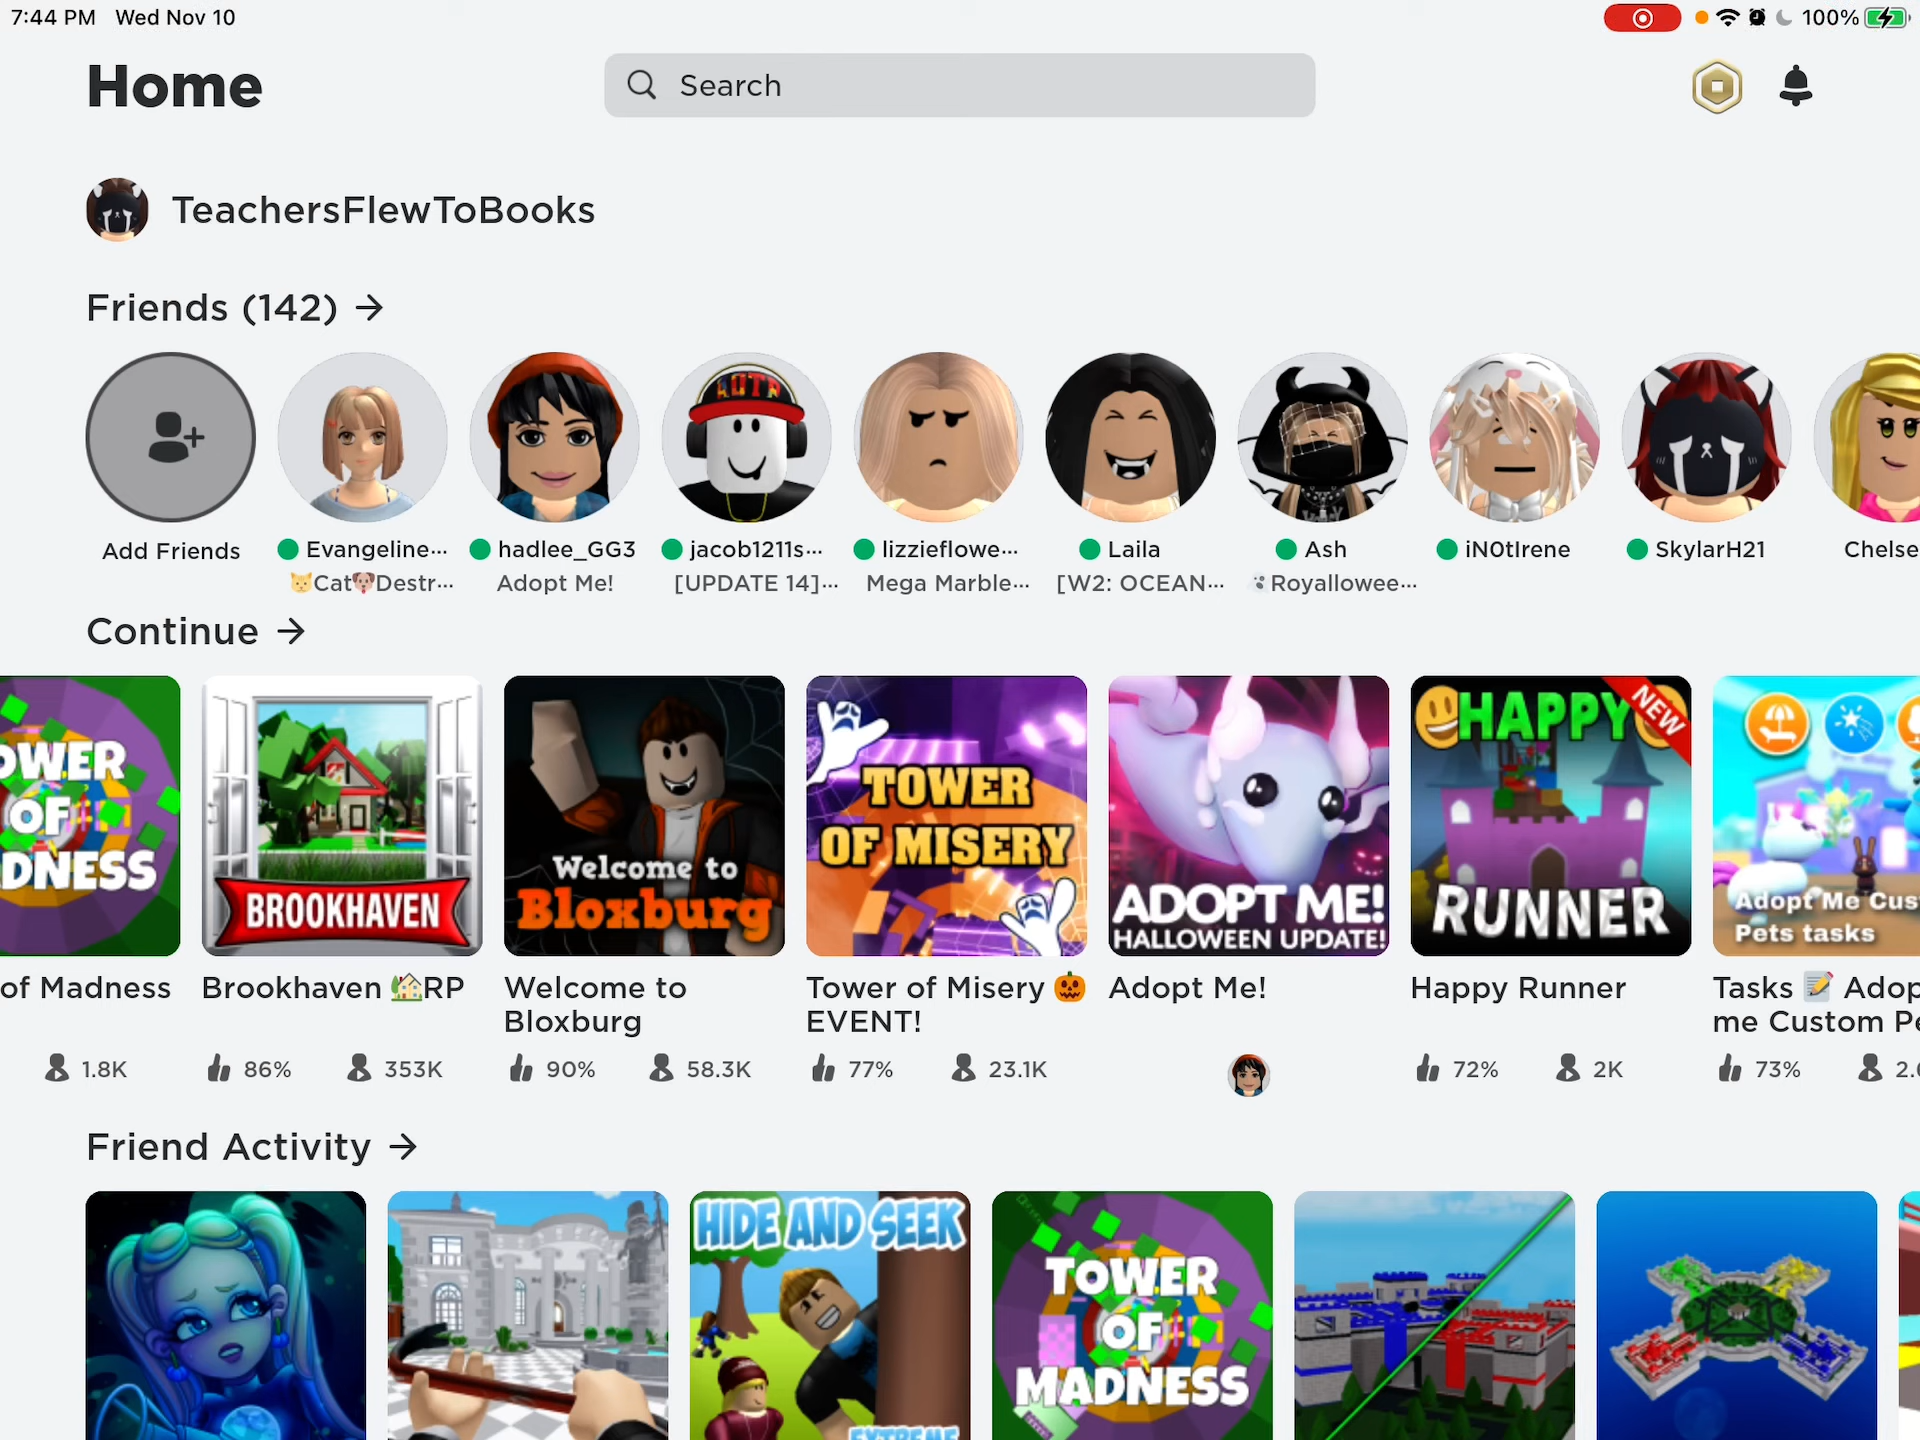 7:44 PM Wed Nov 10
100%
Home
Search
TeachersFlewToBooks
Friends (142) →
AOTP
Add Friends
Evangeline...
hadlee_GG3
jacob1211s...
lizzieflowe...
Laila
Ash
iN0tIrene
SkylarH21
Chelse
🐱Cat🐶Destr...
Adopt Me!
[UPDATE 14]...
Mega Marble...
[W2: OCEAN...
Royallowee...
Continue →
OWER
OF
DNESS
BROOKHAVEN
Welcome to
Bloxburg
TOWER
OF MISERY
ADOPT ME!
HALLOWEEN UPDATE!
HAPPY
NEW
RUNNER
Adopt Me Cus
Pets tasks
of Madness
Brookhaven 🏡RP
Welcome to
Bloxburg
Tower of Misery 🎃
EVENT!
Adopt Me!
Happy Runner
Tasks 📝 Adop
me Custom Pe
1.8K
86%
353K
90%
58.3K
77%
23.1K
72%
2K
73%
Friend Activity →
HIDE AND SEEK
EXTREME
TOWER
OF
MADNESS